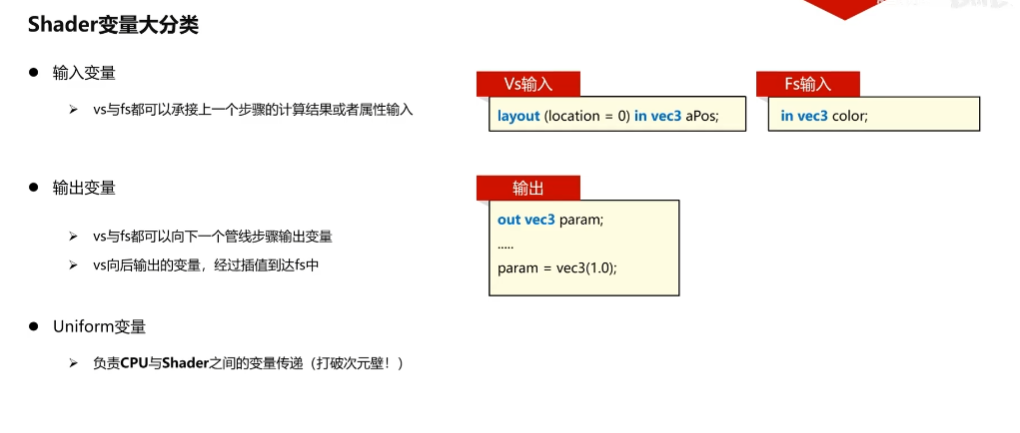 Shader变量大分类
● 输入变量
➢ vs与fs都可以承接上一个步骤的计算结果或者属性输入
Vs输入
layout (location = 0) in vec3 aPos;
Fs输入
in vec3 color;
● 输出变量
➢ vs与fs都可以向下一个管线步骤输出变量
➢ vs向后输出的变量，经过插值到达fs中
输出
out vec3 param;
.....
param = vec3(1.0);
● Uniform变量
➢ 负责CPU与Shader之间的变量传递（打破次元壁！）